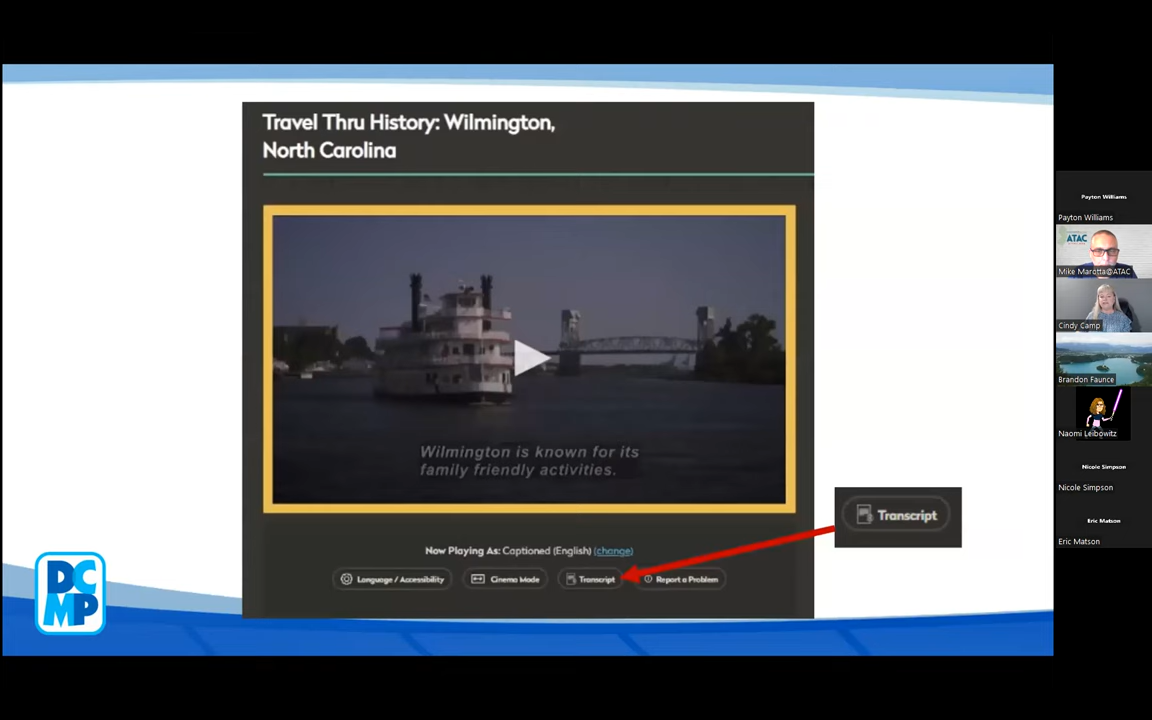 Travel Thru History: Wilmington,
North Carolina
Wilmington is known for its
family friendly activities.
Transcript
Now Playing As: Captioned (English) (change)
Language / Accessibility
Cinema Mode
Transcript
Report a Problem
DC
MP
Payton Williams
Payton Williams
ATAC
Mike Marotta@ATAC
Cindy Camp
Brandon Faunce
Naomi Leibowitz
Nicole Simpson
Nicole Simpson
Eric Matson
Eric Matson